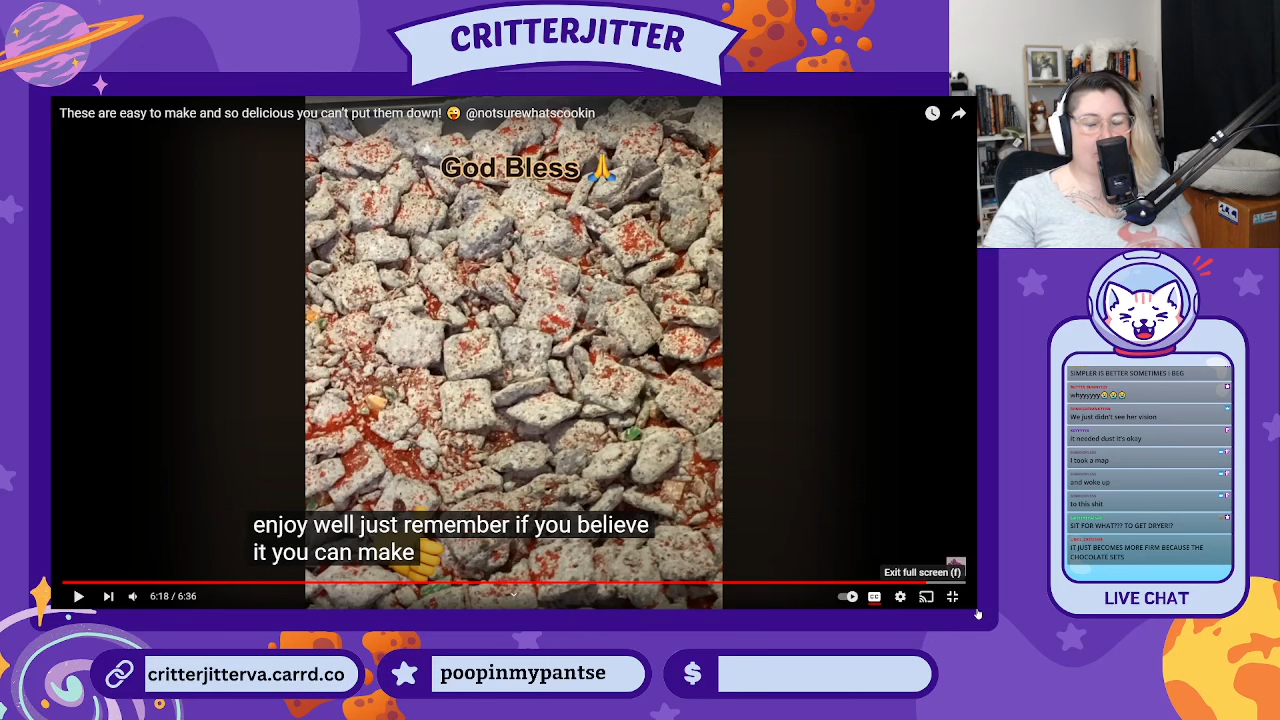 CRITTERJITTER
These are easy to make and so delicious you can't put them down! 😜 @notsurewhatscookin
God Bless 🙏
enjoy well just remember if you believe
it you can make
Exit full screen (f)
6:18 / 6:36
CC
SIMPLER IS BETTER SOMETIMES I BEG
whyyyyyy😢😢😢
We just didn't see her vision
it needed dust it's okay
I took a map
and woke up
to this shit
SIT FOR WHAT??? TO GET DRYER!?
IT JUST BECOMES MORE FIRM BECAUSE THE
CHOCOLATE SETS
LIVE CHAT
critterjitterva.carrd.co
poopinmypantse
$